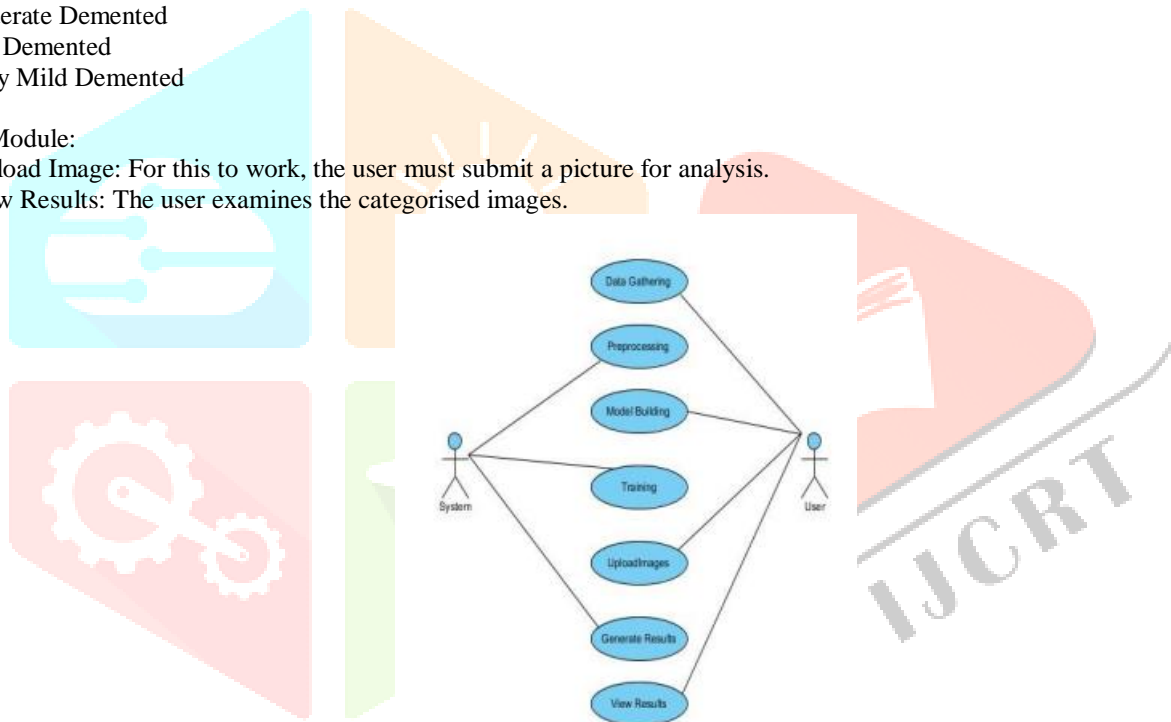 erate Demented
Demented
y Mild Demented
Module:
load Image: For this to work, the user must submit a picture for analysis.
w Results: The user examines the categorised images.
Data Gathering
Preprocessing
Model Building
Training
System
User
UploadImages
Generate Results
View Results
IJCRT